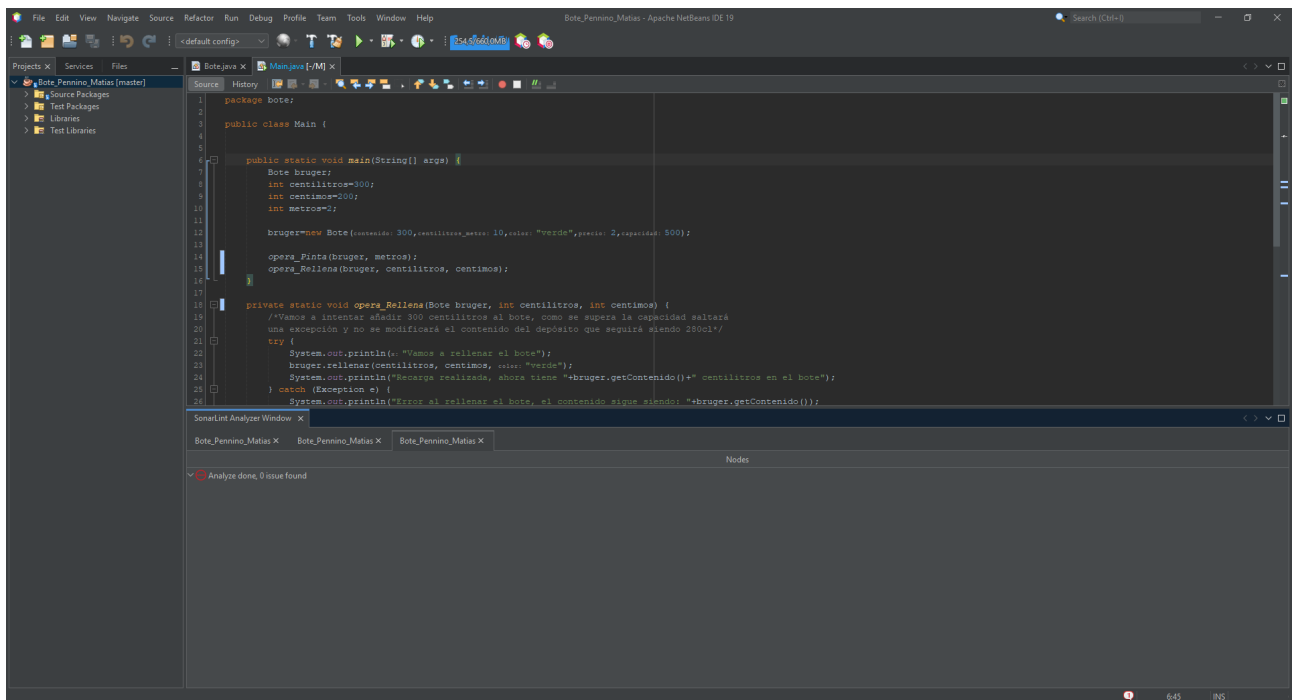 File Edit View Navigate Source Refactor Run Debug Profile Team Tools Window Help Bote_Pennino_Matias - Apache NetBeans IDE 19 Search (Ctrl+I)
<default config> 254,5/660,0MB
Projects Services Files Bote.java Main.java [-/M]
Bote_Pennino_Matias [master]
Source Packages
Test Packages
Libraries
Test Libraries
Source History
1 package bote;
2
3 public class Main {
4
5
6 public static void main(String[] args) {
7 Bote bruger;
8 int centilitros=300;
9 int centimos=200;
10 int metros=2;
11
12 bruger=new Bote(contenido: 300,centilitros_metro: 10,color: "verde",precio: 2,capacidad: 500);
13
14 opera_Pinta(bruger, metros);
15 opera_Rellena(bruger, centilitros, centimos);
16 }
17
18 private static void opera_Rellena(Bote bruger, int centilitros, int centimos) {
19 /*Vamos a intentar añadir 300 centilitros al bote, como se supera la capacidad saltará
20 una excepción y no se modificará el contenido del depósito que seguirá siendo 280cl*/
21 try {
22 System.out.println(x: "Vamos a rellenar el bote");
23 bruger.rellenar(centilitros, centimos, color: "verde");
24 System.out.println("Recarga realizada, ahora tiene "+bruger.getContenido()+" centilitros en el bote");
25 } catch (Exception e) {
26 System.out.println("Error al rellenar el bote, el contenido sigue siendo: "+bruger.getContenido());
SonarLint Analyzer Window
Bote_Pennino_Matias Bote_Pennino_Matias Bote_Pennino_Matias
Nodes
Analyze done, 0 issue found
1 6:45 INS